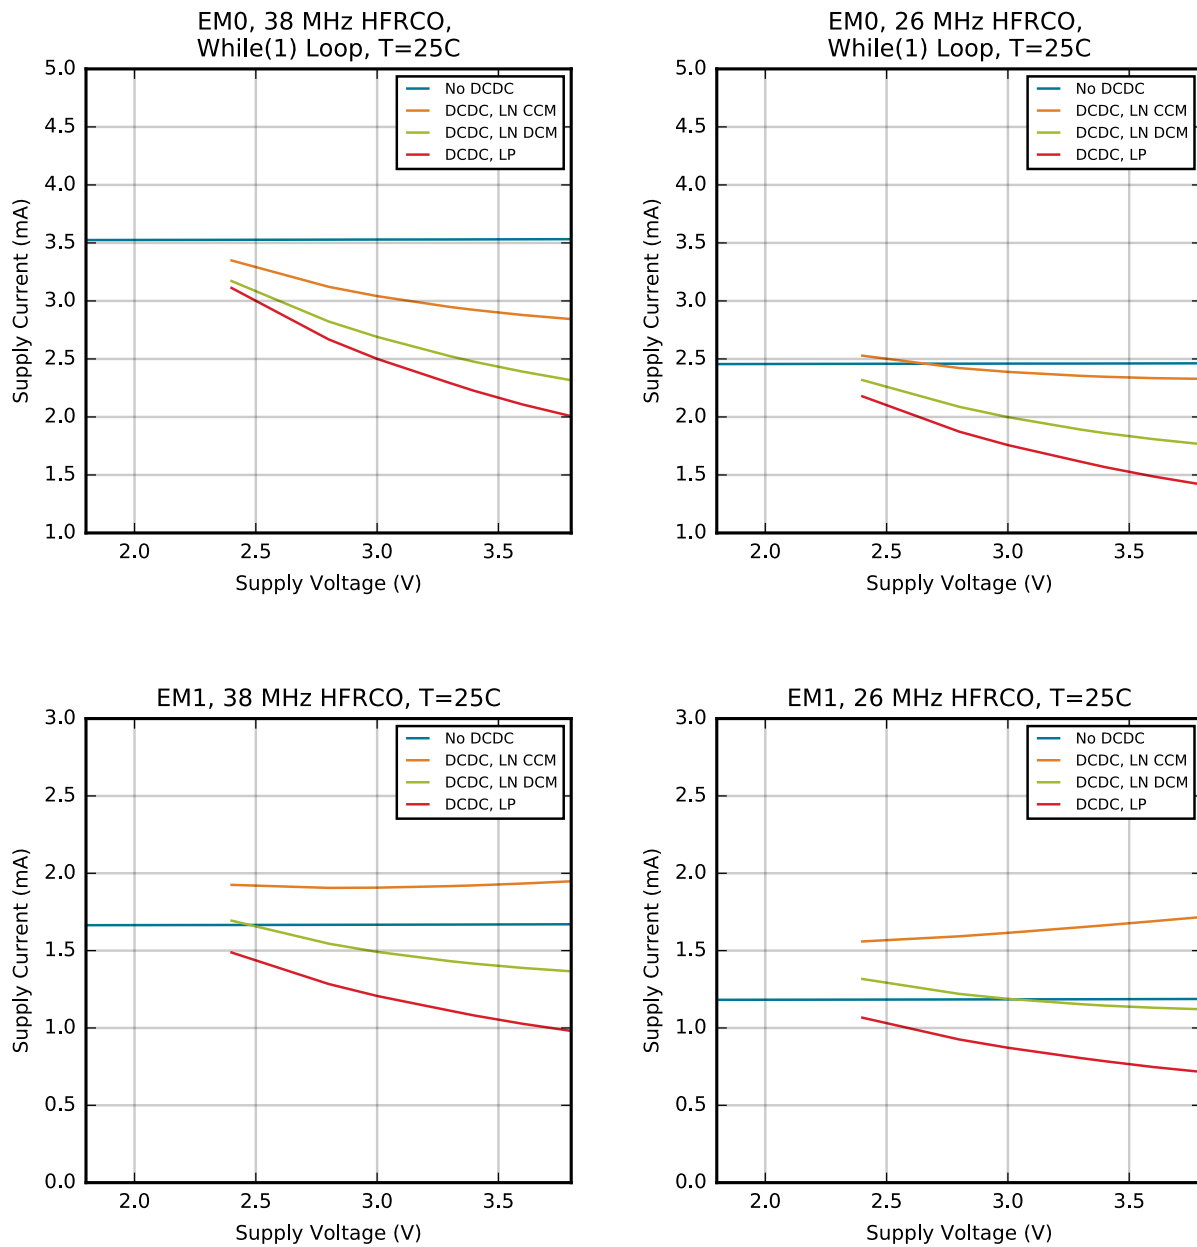 EM0, 38 MHz HFRCO,
While(1) Loop, T=25C
5.0
4.5
4.0
3.5
3.0
2.5
2.0
1.5
1.0
Supply Current (mA)
No DCDC
DCDC, LN CCM
DCDC, LN DCM
DCDC, LP
2.0
2.5
3.0
3.5
Supply Voltage (V)
EM0, 26 MHz HFRCO,
While(1) Loop, T=25C
5.0
4.5
4.0
3.5
3.0
2.5
2.0
1.5
1.0
Supply Current (mA)
No DCDC
DCDC, LN CCM
DCDC, LN DCM
DCDC, LP
2.0
2.5
3.0
3.5
Supply Voltage (V)
EM1, 38 MHz HFRCO, T=25C
3.0
2.5
2.0
1.5
1.0
0.5
0.0
Supply Current (mA)
No DCDC
DCDC, LN CCM
DCDC, LN DCM
DCDC, LP
2.0
2.5
3.0
3.5
Supply Voltage (V)
EM1, 26 MHz HFRCO, T=25C
3.0
2.5
2.0
1.5
1.0
0.5
0.0
Supply Current (mA)
No DCDC
DCDC, LN CCM
DCDC, LN DCM
DCDC, LP
2.0
2.5
3.0
3.5
Supply Voltage (V)